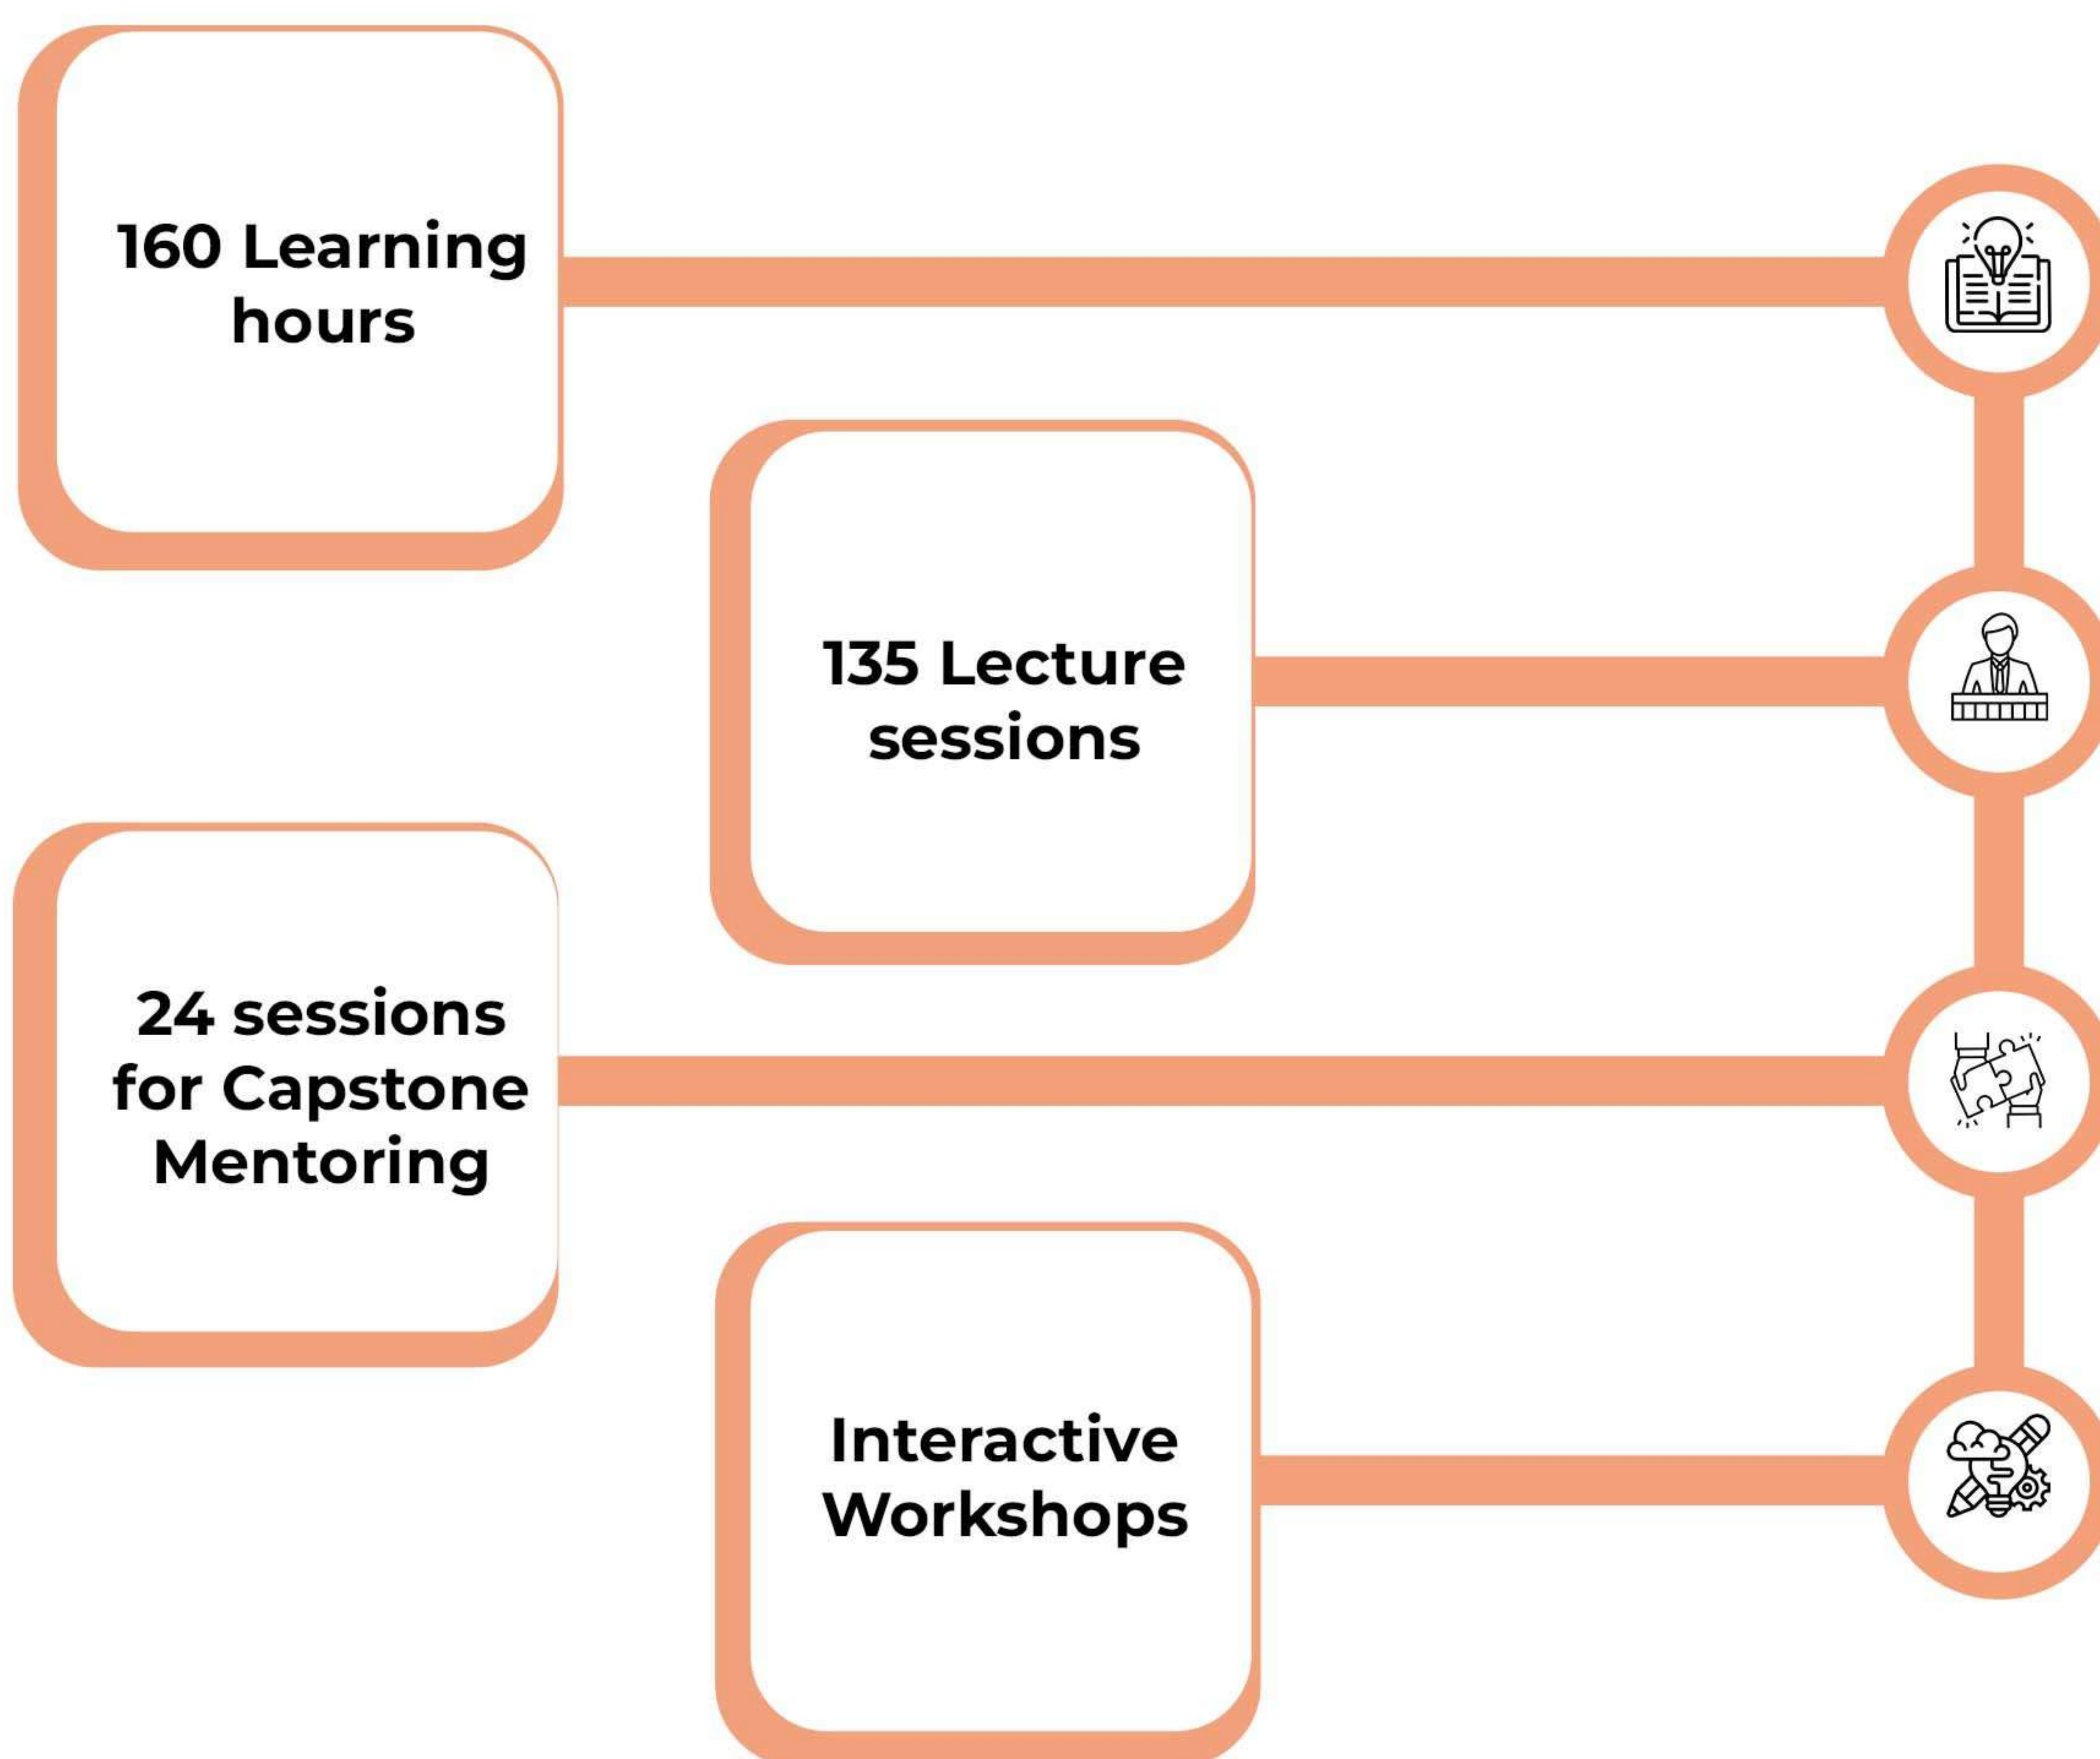 160 Learning
hours
135 Lecture
sessions
24 sessions
for Capstone
Mentoring
Interactive
Workshops